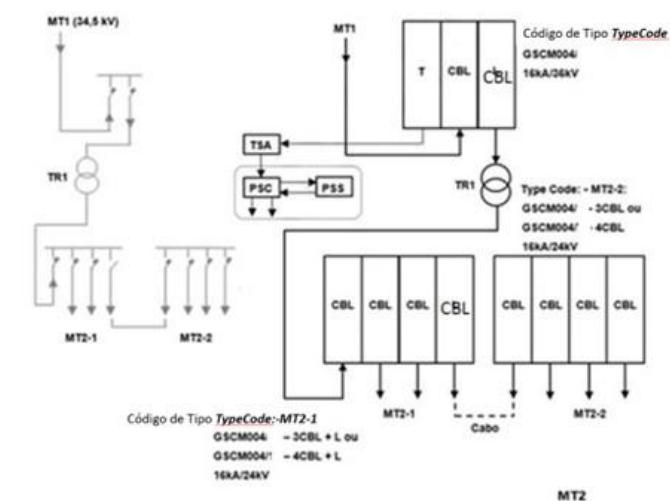 MT1 (34,5 kV)
TR1
MT2-1
MT2-2
MT1
T
CBL
CBL
Código de Tipo TypeCode
GSCM004/
16kA/36kV
TSA
PSC
PSS
TR1
Type Code: - MT2-2:
GSCM004/ - 3CBL ou
GSCM004/ - 4CBL
16kA/24kV
CBL
CBL
CBL
CBL
CBL
CBL
CBL
CBL
MT2-1
Cabo
MT2-2
Código de Tipo TypeCode:-MT2-1
GSCM004/ – 3CBL + L ou
GSCM004/ – 4CBL + L
16kA/24kV
MT2